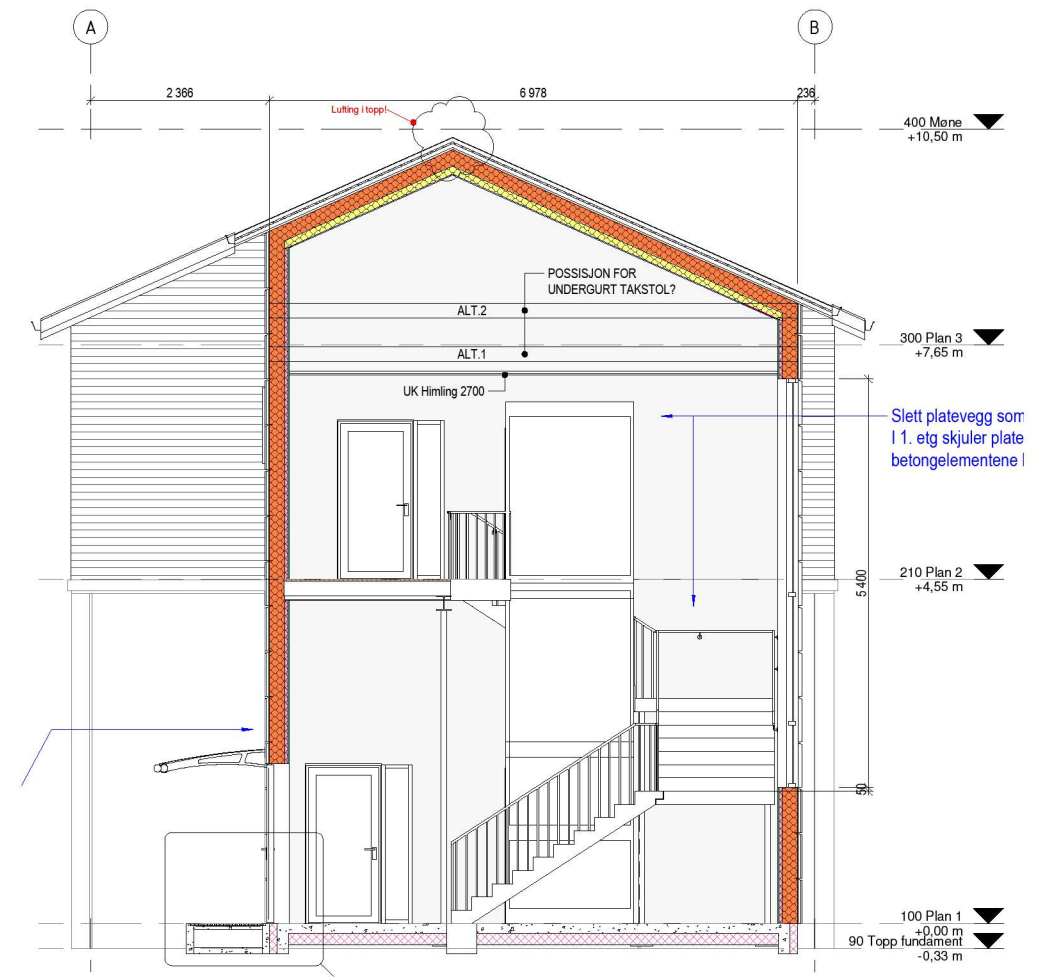 A
B
2 366
6 978
236
Lufting i topp!
400 Møne
+10,50 m
POSSISJON FOR
UNDERGURT TAKSTOL?
ALT.2
300 Plan 3
+7,65 m
ALT.1
UK Himling 2700
Slett platevegg som
I 1. etg skjuler plate
betongelementene
210 Plan 2
+4,55 m
5 400
50
100 Plan 1
+0,00 m
90 Topp fundament
-0,33 m